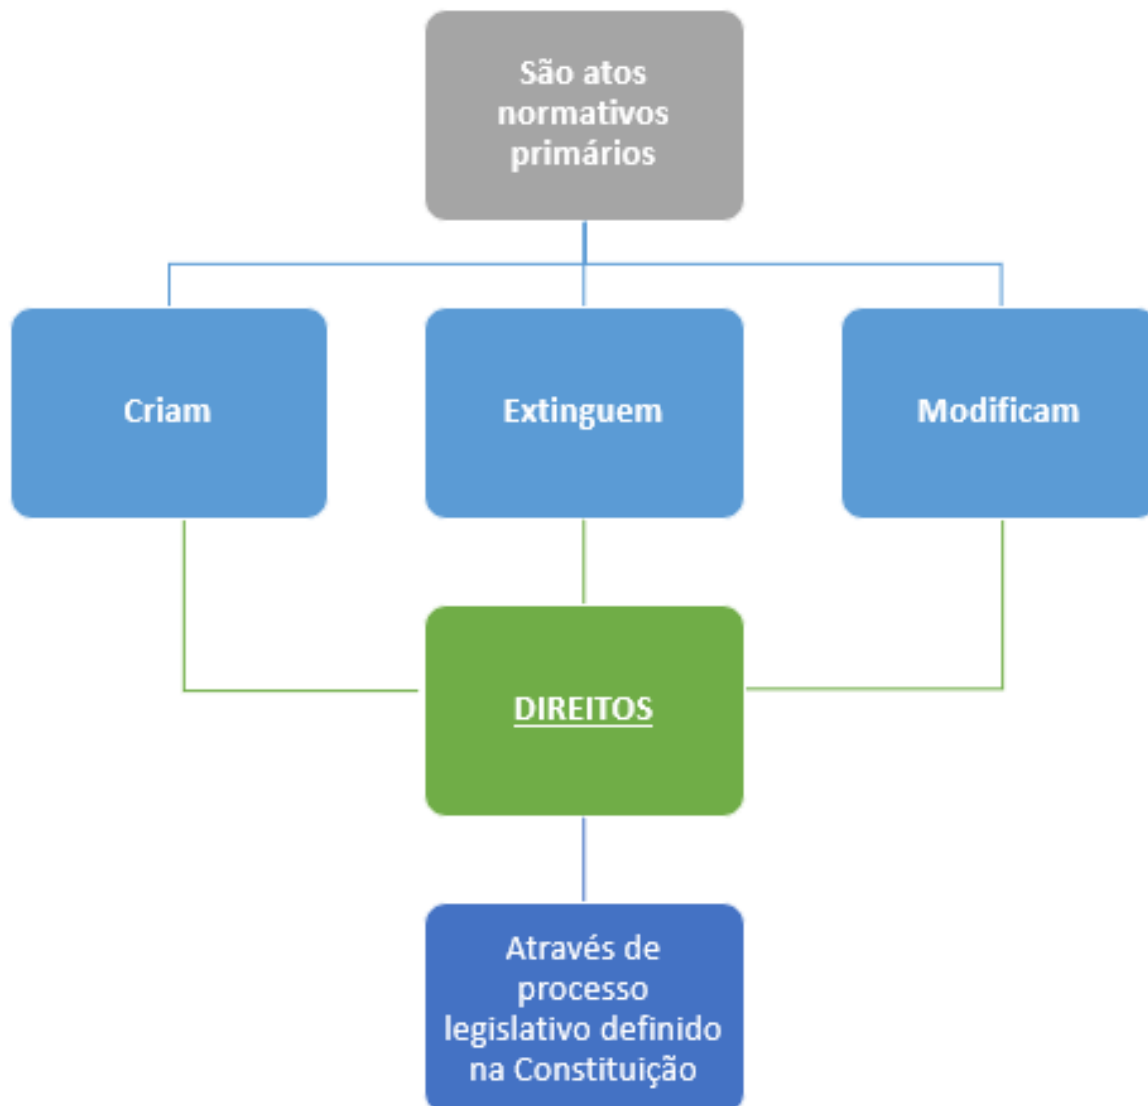 São atos
normativos
primários
Criam
Extinguem
Modificam
DIREITOS
Através de
processo
legislativo definido
na Constituição